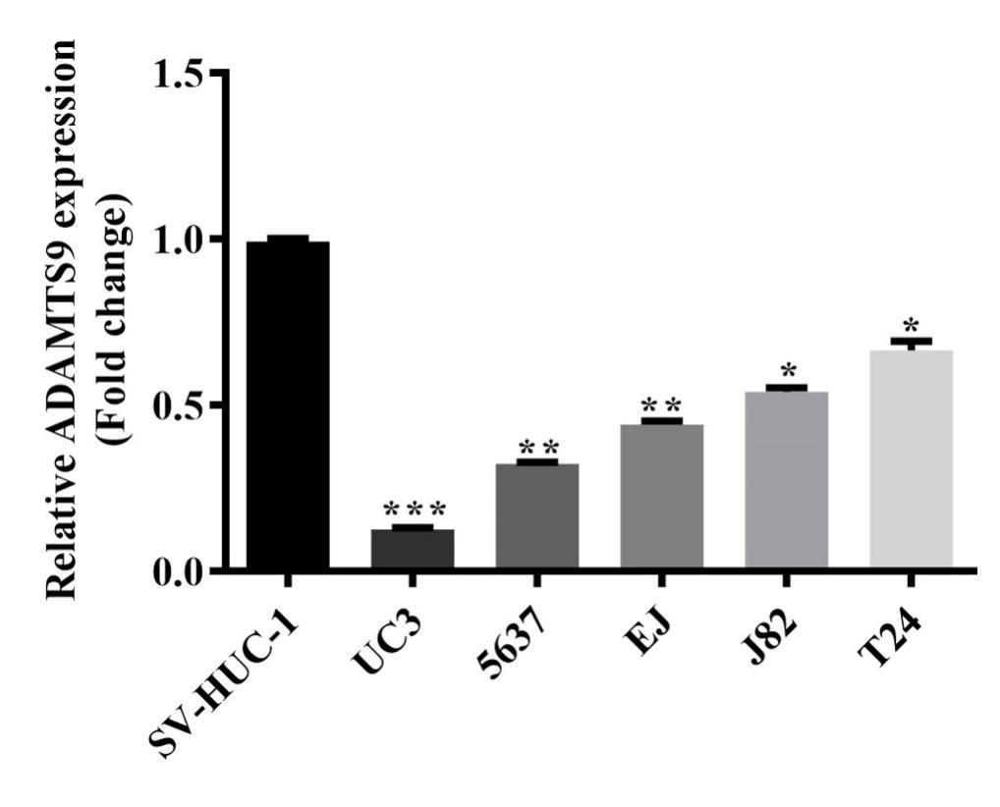 Relative ADAMTS9 expression
(Fold change)
1.5
1.0
0.5
0.0
***
**
**
*
*
SV-HUC-1
UC3
5637
EJ
J82
T24